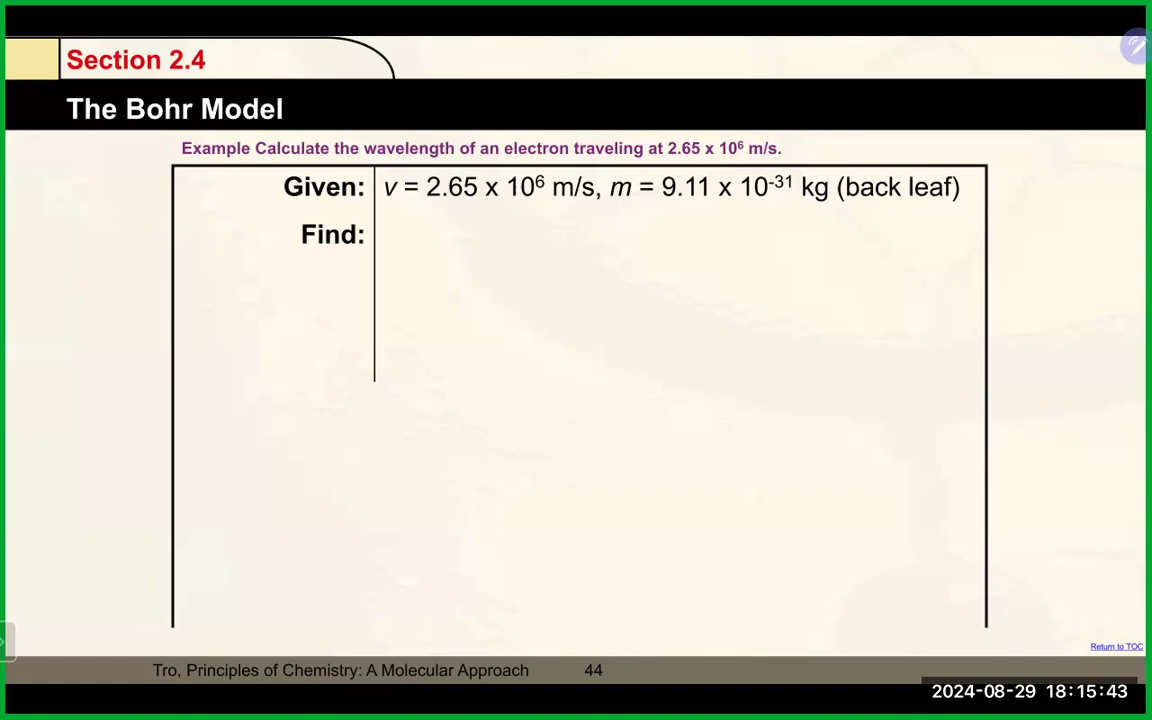 Section 2.4
The Bohr Model
Example Calculate the wavelength of an electron traveling at 2.65 x 10⁶ m/s.
Given: v = 2.65 x 10⁶ m/s, m = 9.11 x 10⁻³¹ kg (back leaf)
Find:
Return to TOC
Tro, Principles of Chemistry: A Molecular Approach 44
2024-08-29 18:15:43